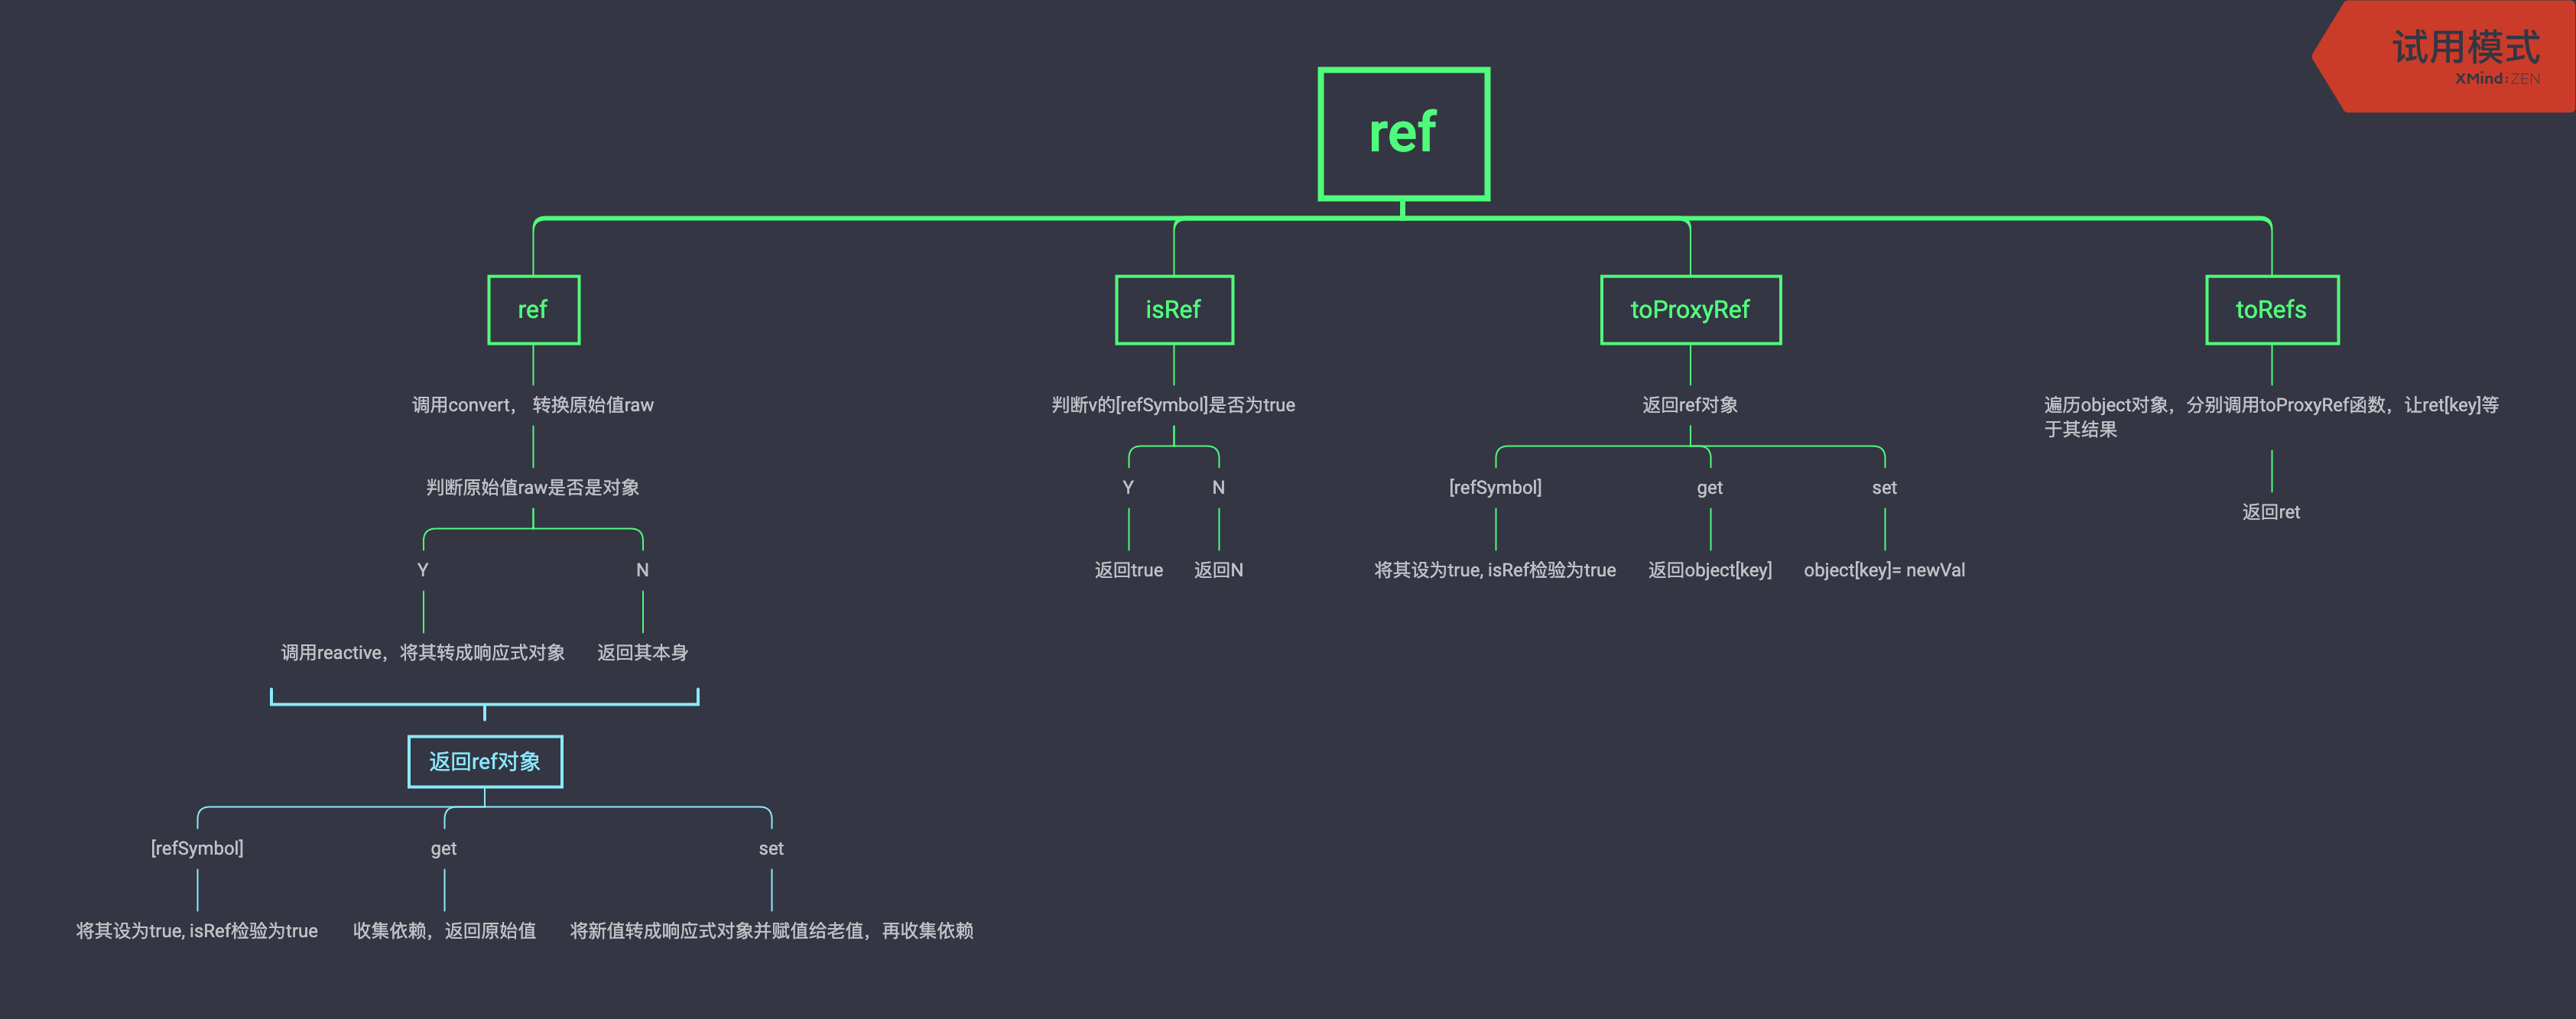 试用模式
XMind:ZEN
ref
ref
isRef
toProxyRef
toRefs
调用convert， 转换原始值raw
判断v的[refSymbol]是否为true
返回ref对象
遍历object对象，分别调用toProxyRef函数，让ret[key]等
于其结果
判断原始值raw是否是对象
Y
N
[refSymbol]
get
set
返回ret
Y
N
返回true
返回N
将其设为true, isRef检验为true
返回object[key]
object[key]= newVal
调用reactive，将其转成响应式对象
返回其本身
返回ref对象
[refSymbol]
get
set
将其设为true, isRef检验为true
收集依赖，返回原始值
将新值转成响应式对象并赋值给老值，再收集依赖